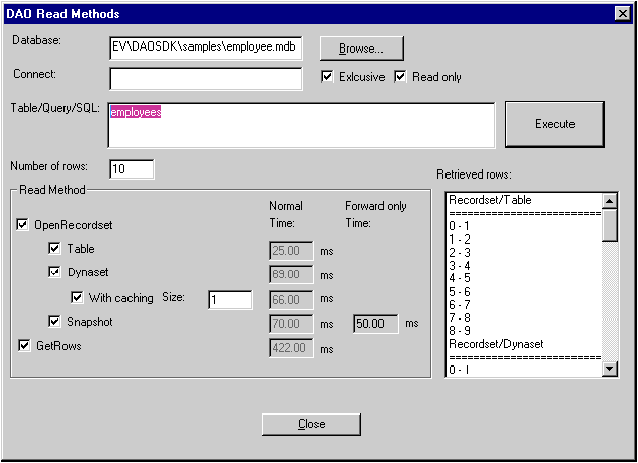 DAO Read Methods
Database: EV\DAOSDK\samples\employee.mdb Browse...
Connect: Exlcusive Read only
Table/Query/SQL: employees Execute
Number of rows: 10
Retrieved rows:
Read Method
Normal Time: Forward only Time:
OpenRecordset
Table 25.00 ms
Dynaset 89.00 ms
With caching Size: 1 66.00 ms
Snapshot 70.00 ms 50.00 ms
GetRows 422.00 ms
Recordset/Table
==========================
0 - 1
1 - 2
2 - 3
3 - 4
4 - 5
5 - 6
6 - 7
7 - 8
8 - 9
Recordset/Dynaset
==========================
0 - 1
Close